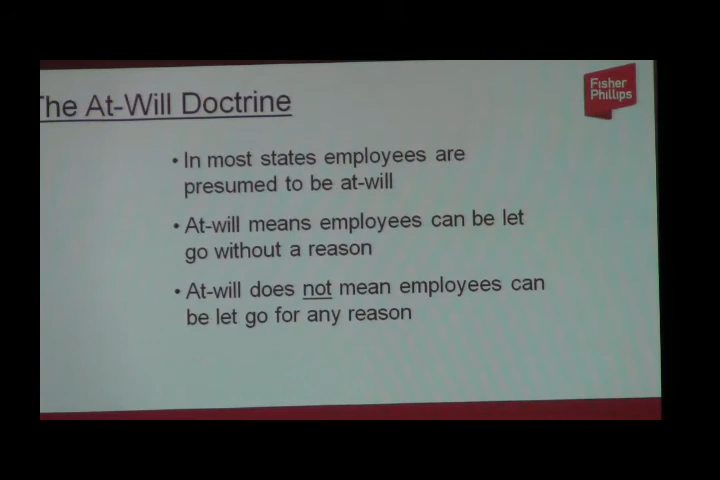 The At-Will Doctrine
Fisher
Phillips
• In most states employees are
presumed to be at-will
• At-will means employees can be let
go without a reason
• At-will does not mean employees can
be let go for any reason